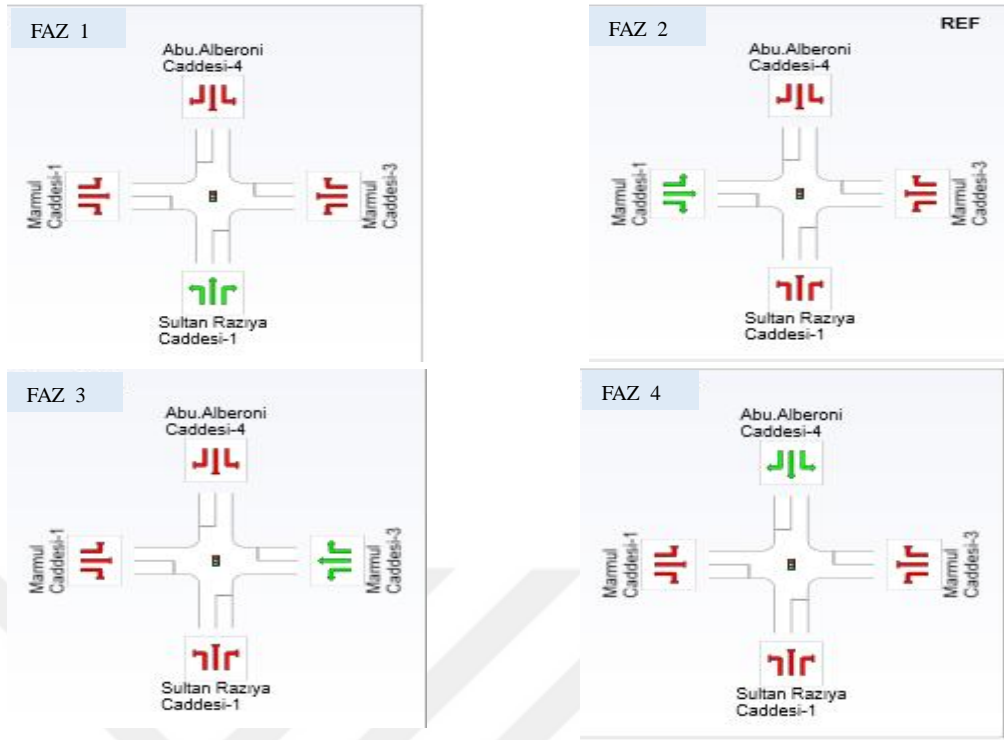 FAZ 1
Abu.Alberoni
Caddesi-4
Marmul
Caddesi-1
Marmul
Caddesi-3
Sultan Razıya
Caddesi-1
FAZ 2
REF
Abu.Alberoni
Caddesi-4
Marmul
Caddesi-1
Marmul
Caddesi-3
Sultan Razıya
Caddesi-1
FAZ 3
Abu.Alberoni
Caddesi-4
Marmul
Caddesi-1
Marmul
Caddesi-3
Sultan Razıya
Caddesi-1
FAZ 4
Abu.Alberoni
Caddesi-4
Marmul
Caddesi-1
Marmul
Caddesi-3
Sultan Razıya
Caddesi-1